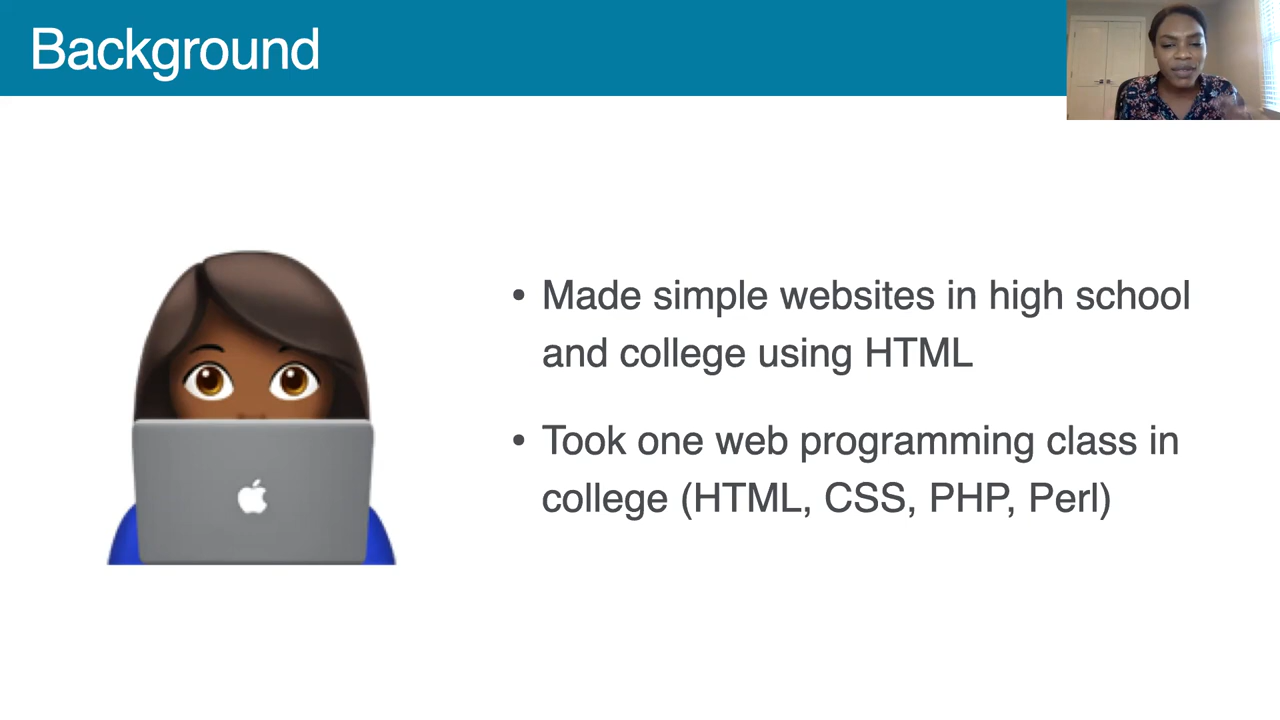 Background
• Made simple websites in high school
and college using HTML
• Took one web programming class in
college (HTML, CSS, PHP, Perl)